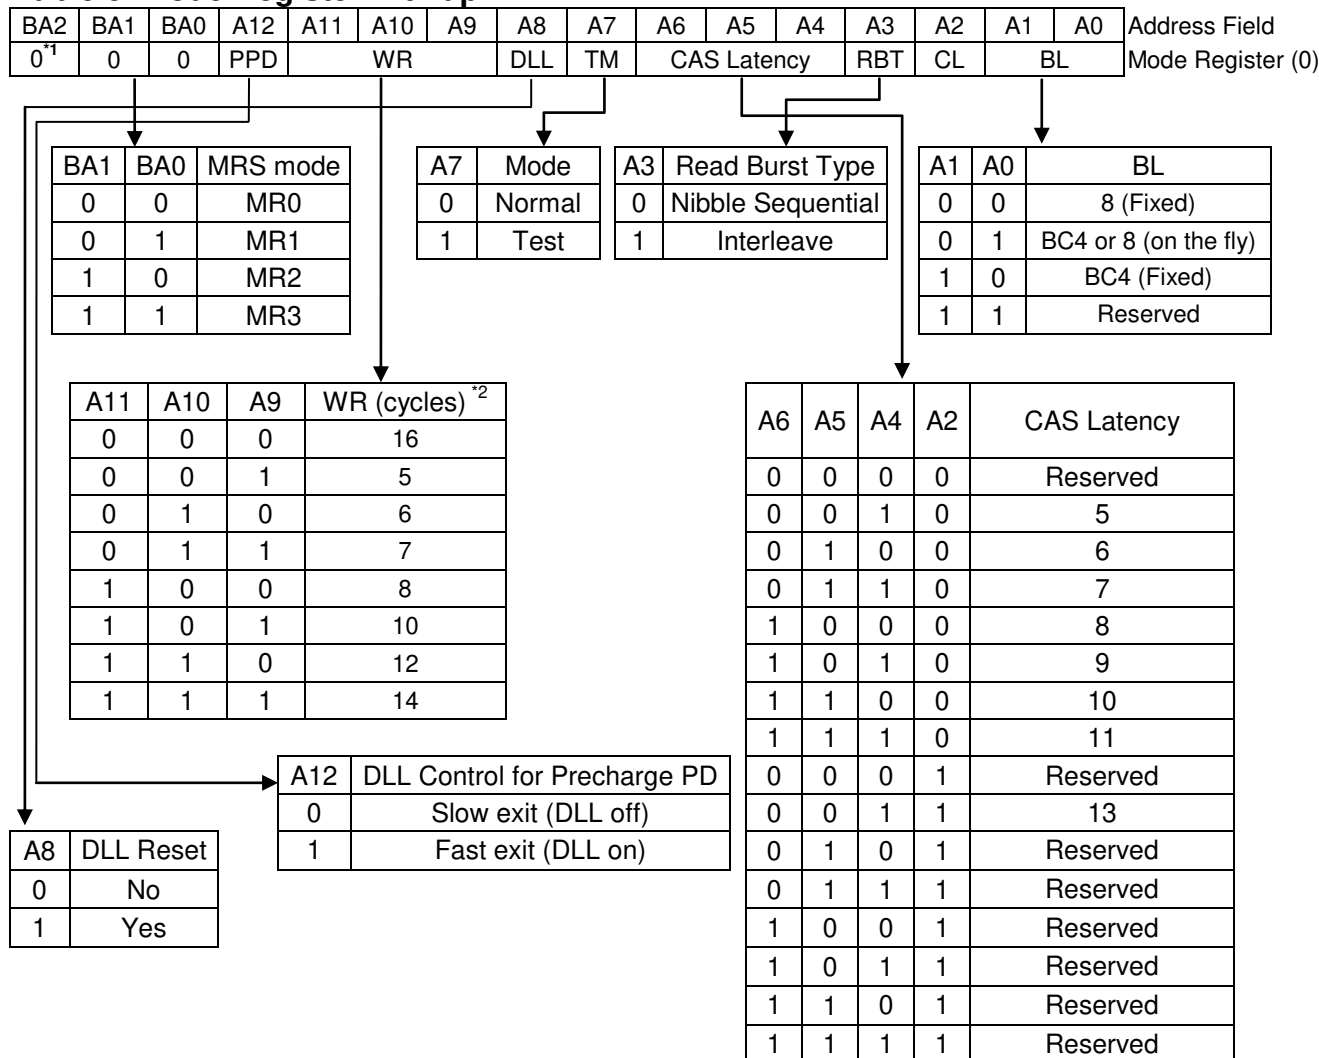 BA2 BA1 BA0 A12 A11 A10 A9 A8 A7 A6 A5 A4 A3 A2 A1 A0 Address Field
0*1 0 0 PPD WR DLL TM CAS Latency RBT CL BL Mode Register (0)
BA1 BA0 MRS mode
0 0 MR0
0 1 MR1
1 0 MR2
1 1 MR3
A7 Mode
0 Normal
1 Test
A3 Read Burst Type
0 Nibble Sequential
1 Interleave
A1 A0 BL
0 0 8 (Fixed)
0 1 BC4 or 8 (on the fly)
1 0 BC4 (Fixed)
1 1 Reserved
A11 A10 A9 WR (cycles) *2
0 0 0 16
0 0 1 5
0 1 0 6
0 1 1 7
1 0 0 8
1 0 1 10
1 1 0 12
1 1 1 14
A6 A5 A4 A2 CAS Latency
0 0 0 0 Reserved
0 0 1 0 5
0 1 0 0 6
0 1 1 0 7
1 0 0 0 8
1 0 1 0 9
1 1 0 0 10
1 1 1 0 11
0 0 0 1 Reserved
0 0 1 1 13
0 1 0 1 Reserved
0 1 1 1 Reserved
1 0 0 1 Reserved
1 0 1 1 Reserved
1 1 0 1 Reserved
1 1 1 1 Reserved
A12 DLL Control for Precharge PD
0 Slow exit (DLL off)
1 Fast exit (DLL on)
A8 DLL Reset
0 No
1 Yes